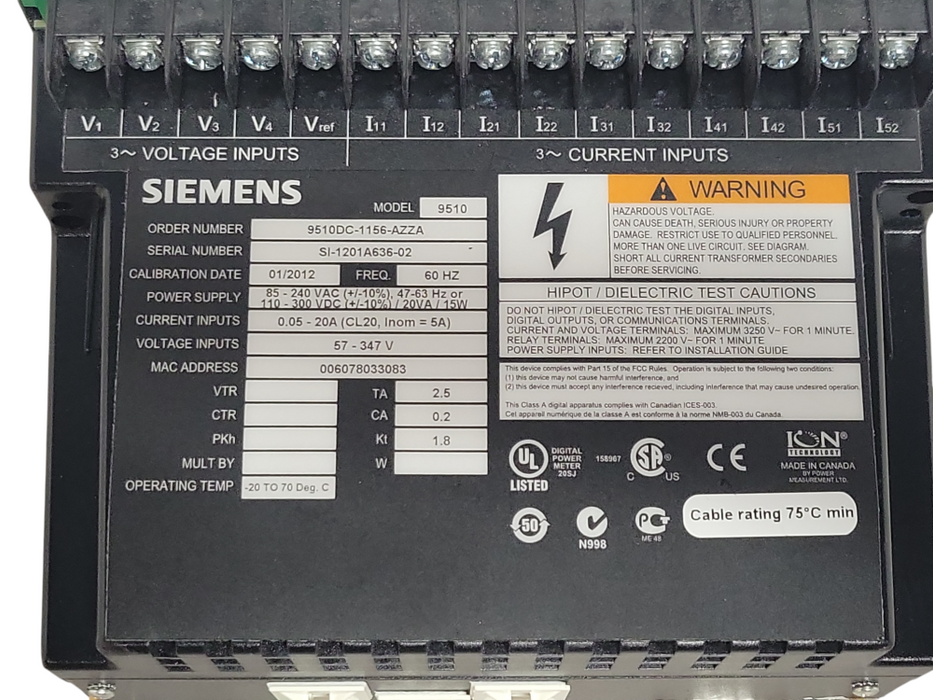 V1 V2 V3 V4 Vref I11 I12 I21 I22 I31 I32 I41 I42 I51 I52
3~ VOLTAGE INPUTS 3~ CURRENT INPUTS
SIEMENS
MODEL 9510
ORDER NUMBER 9510DC-1156-AZZA
SERIAL NUMBER SI-1201A636-02
CALIBRATION DATE 01/2012 FREQ. 60 HZ
POWER SUPPLY 85 - 240 VAC (+/-10%), 47-63 Hz or
110 - 300 VDC (+/-10%) / 20VA / 15W
CURRENT INPUTS 0.05 - 20A (CL20, Inom = 5A)
VOLTAGE INPUTS 57 - 347 V
MAC ADDRESS 006078033083
VTR TA 2.5
CTR CA 0.2
PKh Kt 1.8
MULT BY W
OPERATING TEMP -20 TO 70 Deg. C
WARNING
HAZARDOUS VOLTAGE.
CAN CAUSE DEATH, SERIOUS INJURY OR PROPERTY
DAMAGE. RESTRICT USE TO QUALIFIED PERSONNEL.
MORE THAN ONE LIVE CIRCUIT. SEE DIAGRAM.
SHORT ALL CURRENT TRANSFORMER SECONDARIES
BEFORE SERVICING.
HIPOT / DIELECTRIC TEST CAUTIONS
DO NOT HIPOT / DIELECTRIC TEST THE DIGITAL INPUTS,
DIGITAL OUTPUTS, OR COMMUNICATIONS TERMINALS.
CURRENT AND VOLTAGE TERMINALS: MAXIMUM 3250 V~ FOR 1 MINUTE.
RELAY TERMINALS: MAXIMUM 2200 V~ FOR 1 MINUTE
POWER SUPPLY INPUTS: REFER TO INSTALLATION GUIDE
This device complies with Part 15 of the FCC Rules. Operation is subject to the following two conditions:
(1) this device may not cause harmful interference, and
(2) this device must accept any interference recieved, including interference that may cause undesired operation.
This Class A digital apparatus complies with Canadian ICES-003.
Cet appareil numérique de la classe A est conforme à la norme NMB-003 du Canada.
UL
LISTED
DIGITAL
POWER
METER
20SJ
158967
SA
C US
CE
ION®
TECHNOLOGY
MADE IN CANADA
BY POWER
MEASUREMENT LTD.
50
N998
PG
ME 48
Cable rating 75°C min